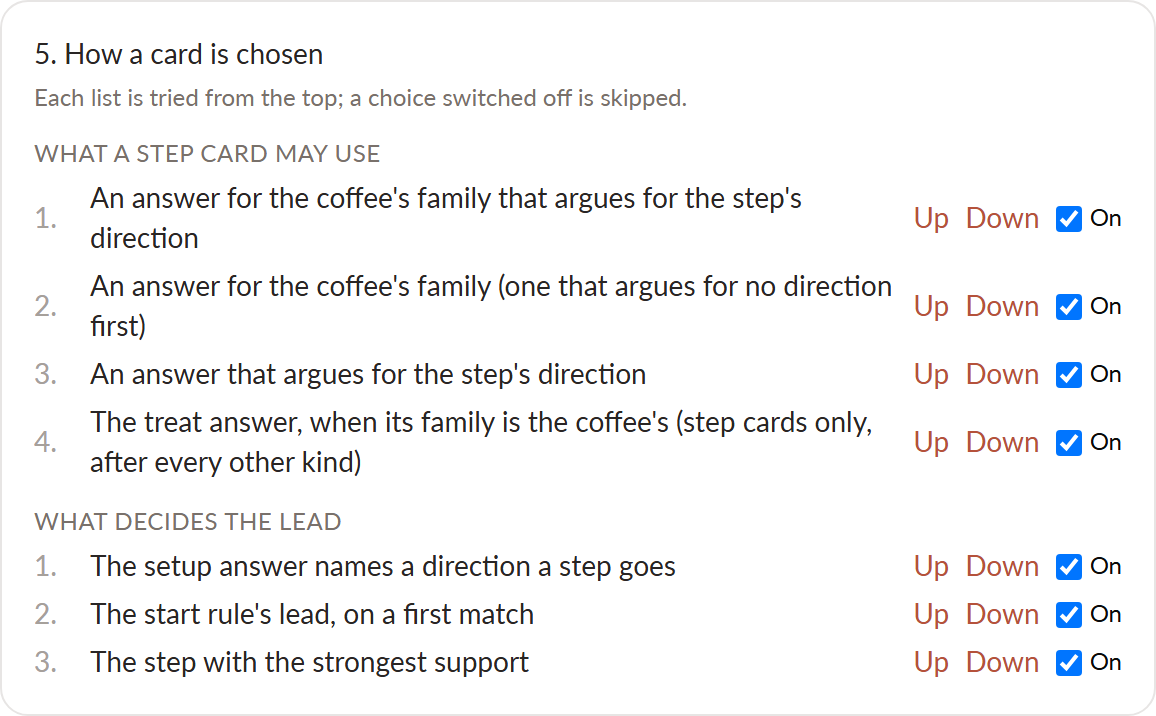 5. How a card is chosen
Each list is tried from the top; a choice switched off is skipped.
WHAT A STEP CARD MAY USE
1. An answer for the coffee's family that argues for the step's
direction
Up Down On
2. An answer for the coffee's family (one that argues for no direction
first)
Up Down On
3. An answer that argues for the step's direction Up Down On
4. The treat answer, when its family is the coffee's (step cards only,
after every other kind)
Up Down On
WHAT DECIDES THE LEAD
1. The setup answer names a direction a step goes Up Down On
2. The start rule's lead, on a first match Up Down On
3. The step with the strongest support Up Down On